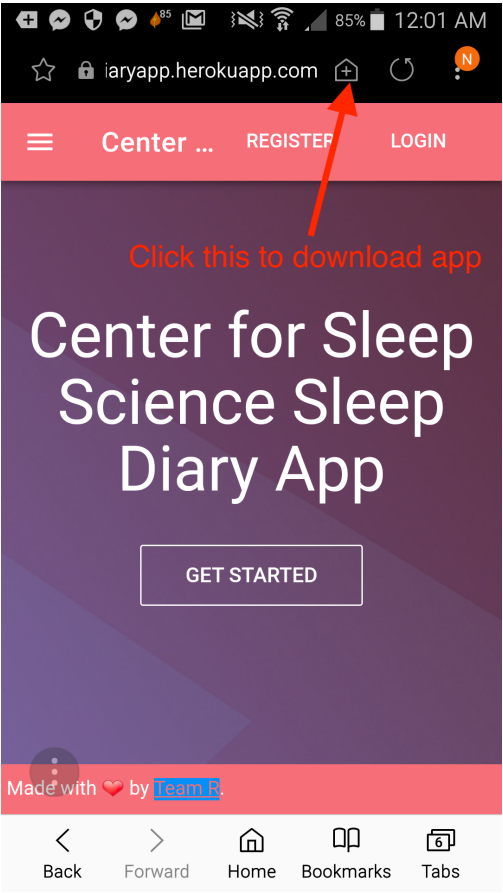 85 85% 12:01 AM
iaryapp.herokuapp.com N
Center ... REGISTER LOGIN
Click this to download app
Center for Sleep
Science Sleep
Diary App
GET STARTED
Made with ❤ by Team R.
6
Back Forward Home Bookmarks Tabs